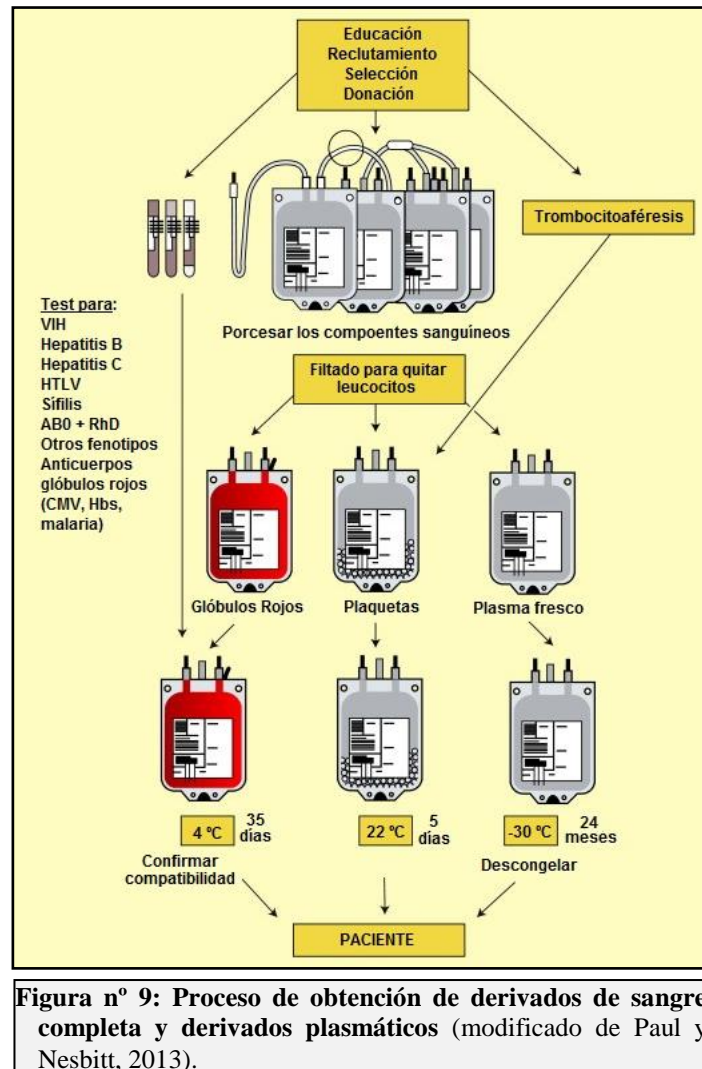 Educación
Reclutamiento
Selección
Donación
Trombocitoaféresis
Porcesar los compoentes sanguíneos
Test para:
VIH
Hepatitis B
Hepatitis C
HTLV
Sífilis
AB0 + RhD
Otros fenotipos
Anticuerpos
glóbulos rojos
(CMV, Hbs,
malaria)
Filtado para quitar
leucocitos
Glóbulos Rojos
Plaquetas
Plasma fresco
4 ºC
35
días
22 ºC
5
días
-30 ºC
24
meses
Confirmar
compatibilidad
Descongelar
PACIENTE
Figura nº 9: Proceso de obtención de derivados de sangre
completa y derivados plasmáticos (modificado de Paul y
Nesbitt, 2013).